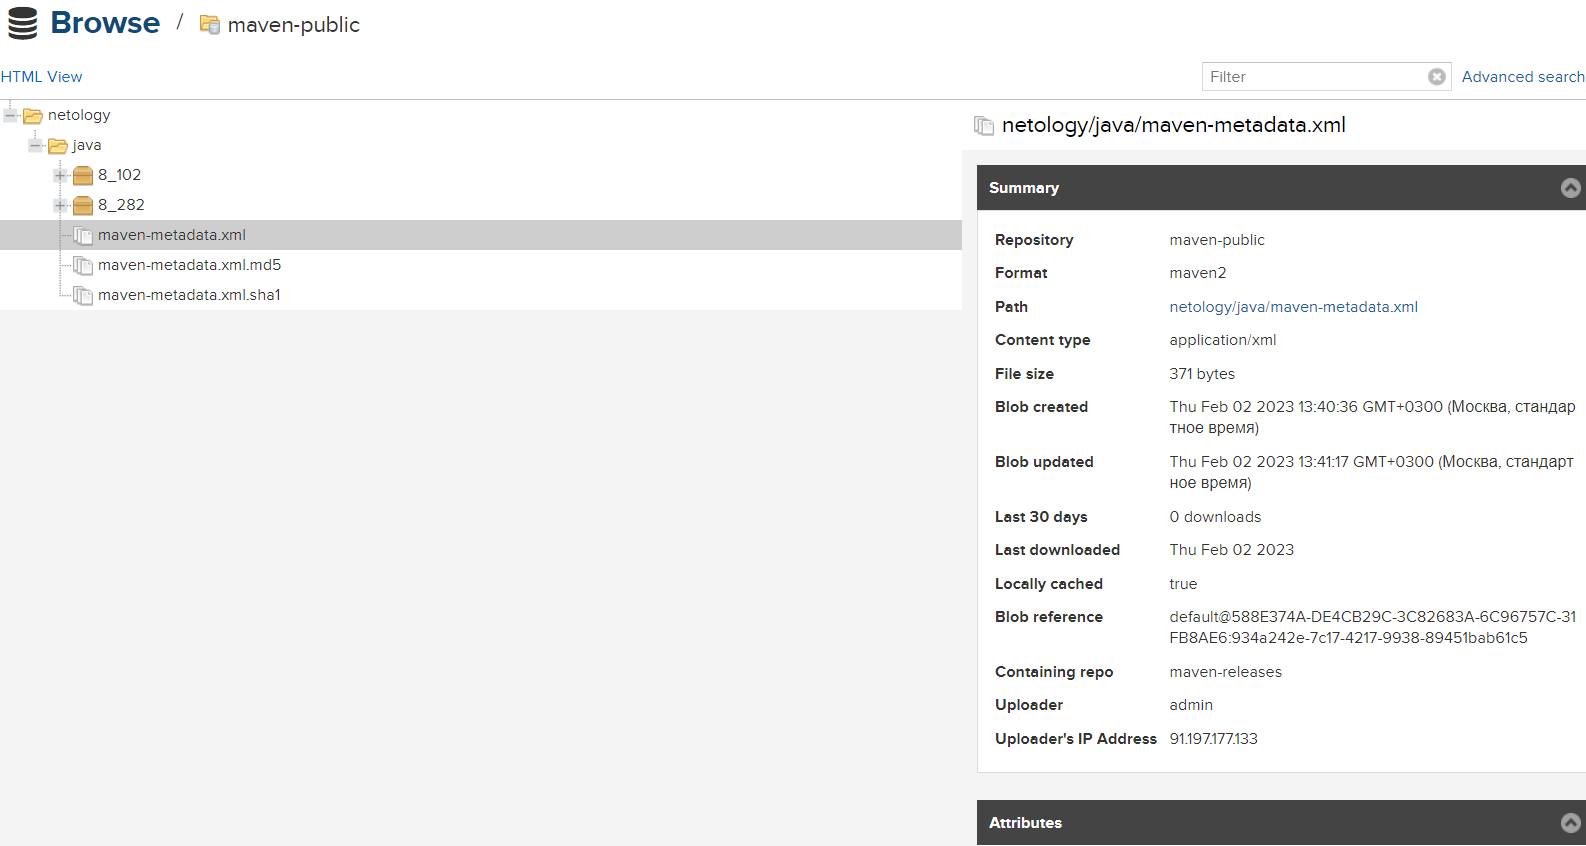 Browse / maven-public
HTML View
Filter
Advanced search
netology
java
8_102
8_282
maven-metadata.xml
maven-metadata.xml.md5
maven-metadata.xml.sha1
netology/java/maven-metadata.xml
Summary
Repository maven-public
Format maven2
Path netology/java/maven-metadata.xml
Content type application/xml
File size 371 bytes
Blob created Thu Feb 02 2023 13:40:36 GMT+0300 (Москва, стандар
тное время)
Blob updated Thu Feb 02 2023 13:41:17 GMT+0300 (Москва, стандарт
ное время)
Last 30 days 0 downloads
Last downloaded Thu Feb 02 2023
Locally cached true
Blob reference default@588E374A-DE4CB29C-3C82683A-6C96757C-31
FB8AE6:934a242e-7c17-4217-9938-89451bab61c5
Containing repo maven-releases
Uploader admin
Uploader's IP Address 91.197.177.133
Attributes